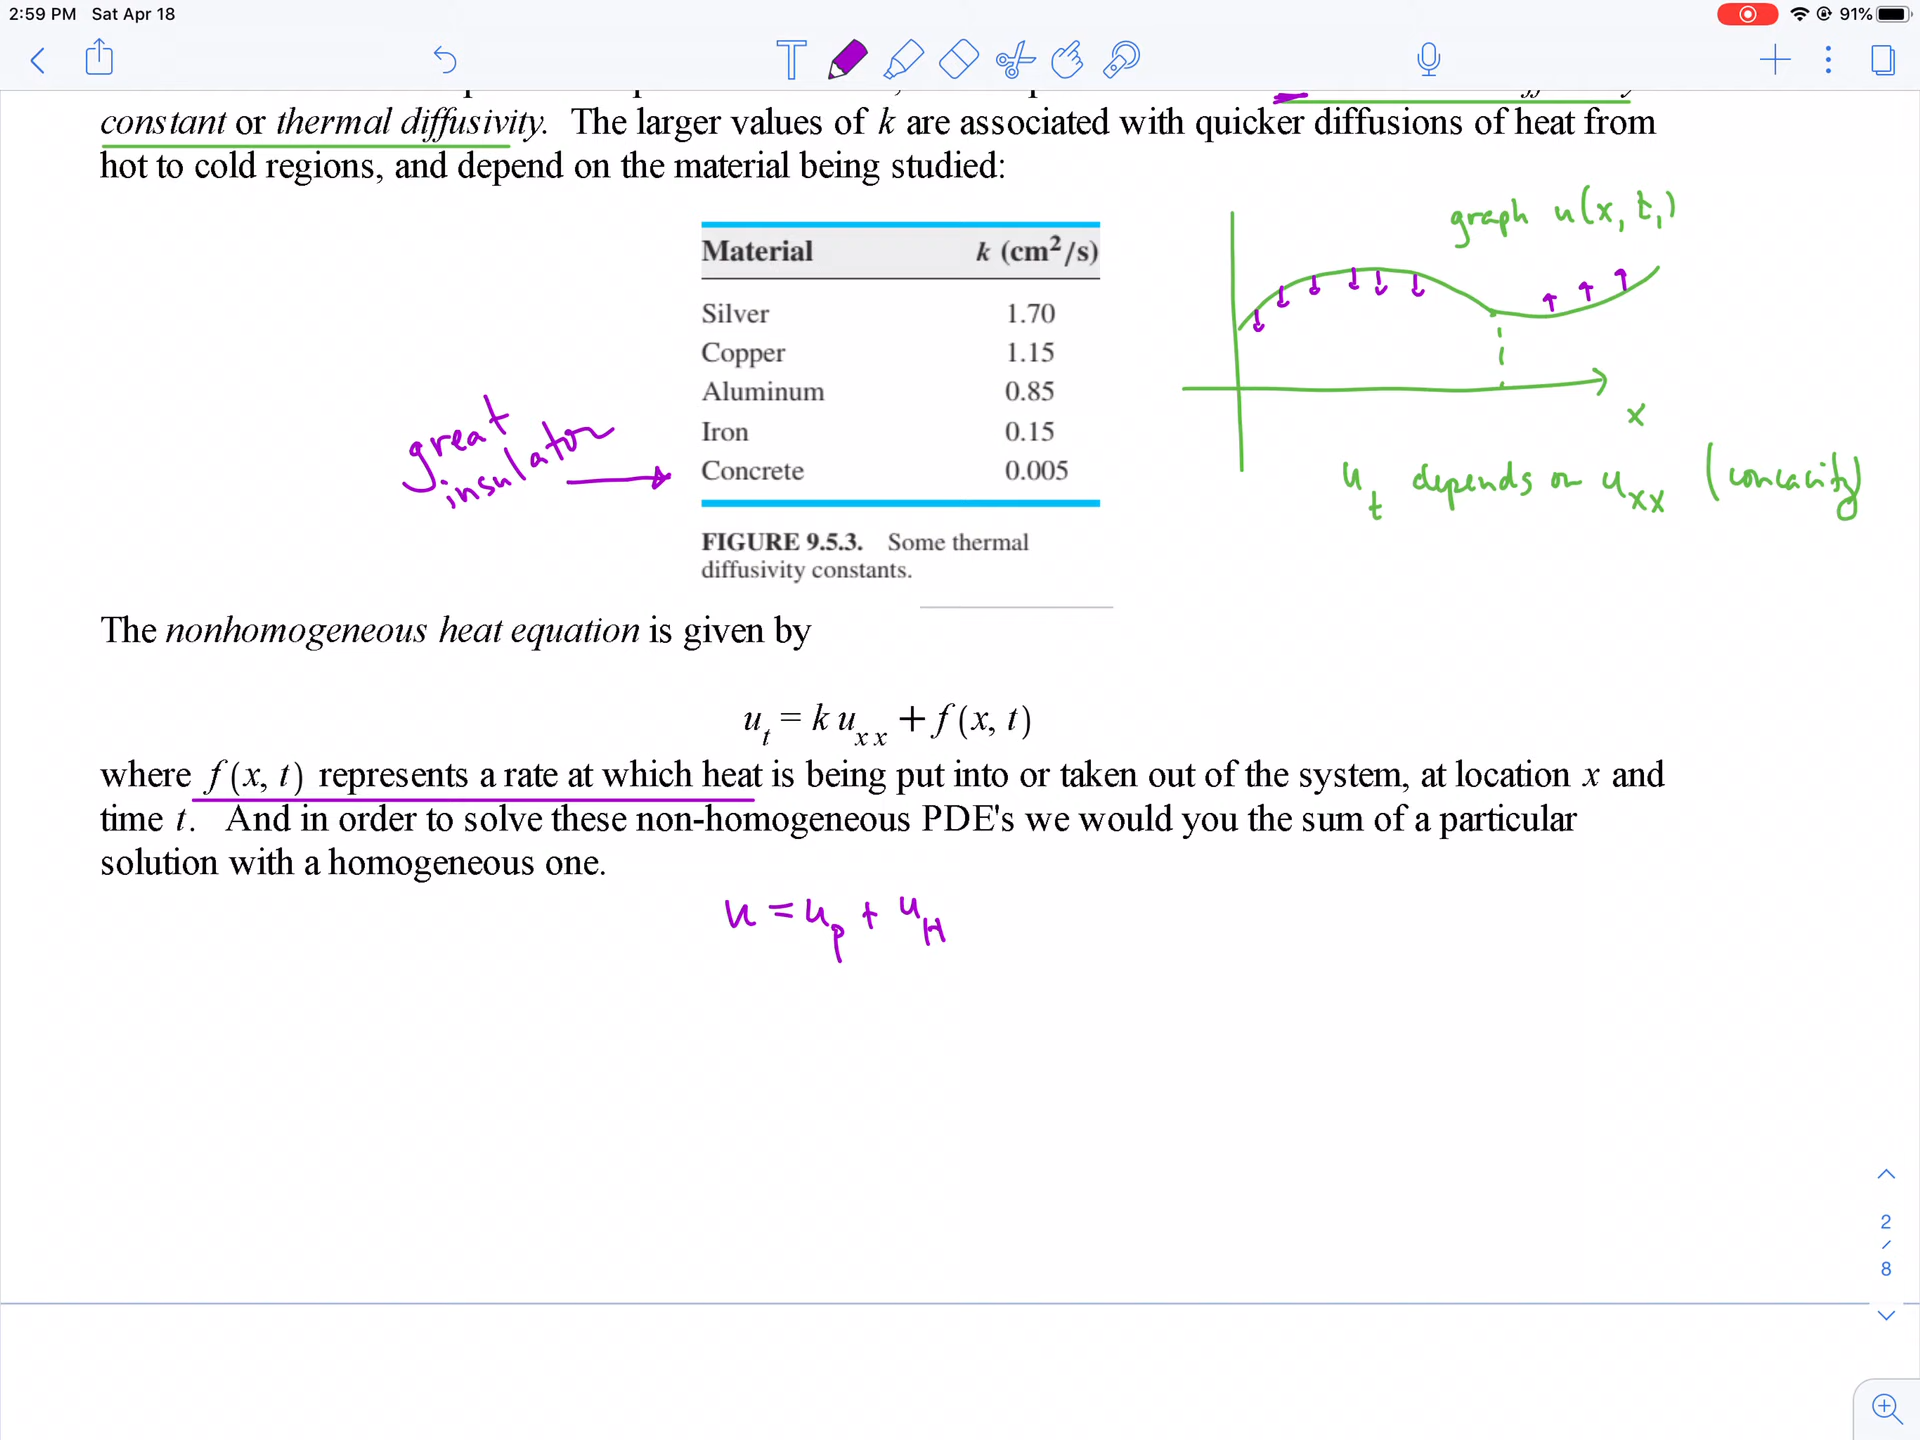 2:59 PM Sat Apr 18
91%
constant or thermal diffusivity. The larger values of k are associated with quicker diffusions of heat from
hot to cold regions, and depend on the material being studied:
graph u(x, t₁)
Material k (cm²/s)
Silver 1.70
Copper 1.15
Aluminum 0.85
Iron 0.15
Concrete 0.005
great
insulator
x
u_t depends on u_xx (concavity)
FIGURE 9.5.3. Some thermal
diffusivity constants.
The nonhomogeneous heat equation is given by
u_t = k u_xx + f(x, t)
where f(x, t) represents a rate at which heat is being put into or taken out of the system, at location x and
time t. And in order to solve these non-homogeneous PDE's we would you the sum of a particular
solution with a homogeneous one.
u = u_p + u_H
2
/
8